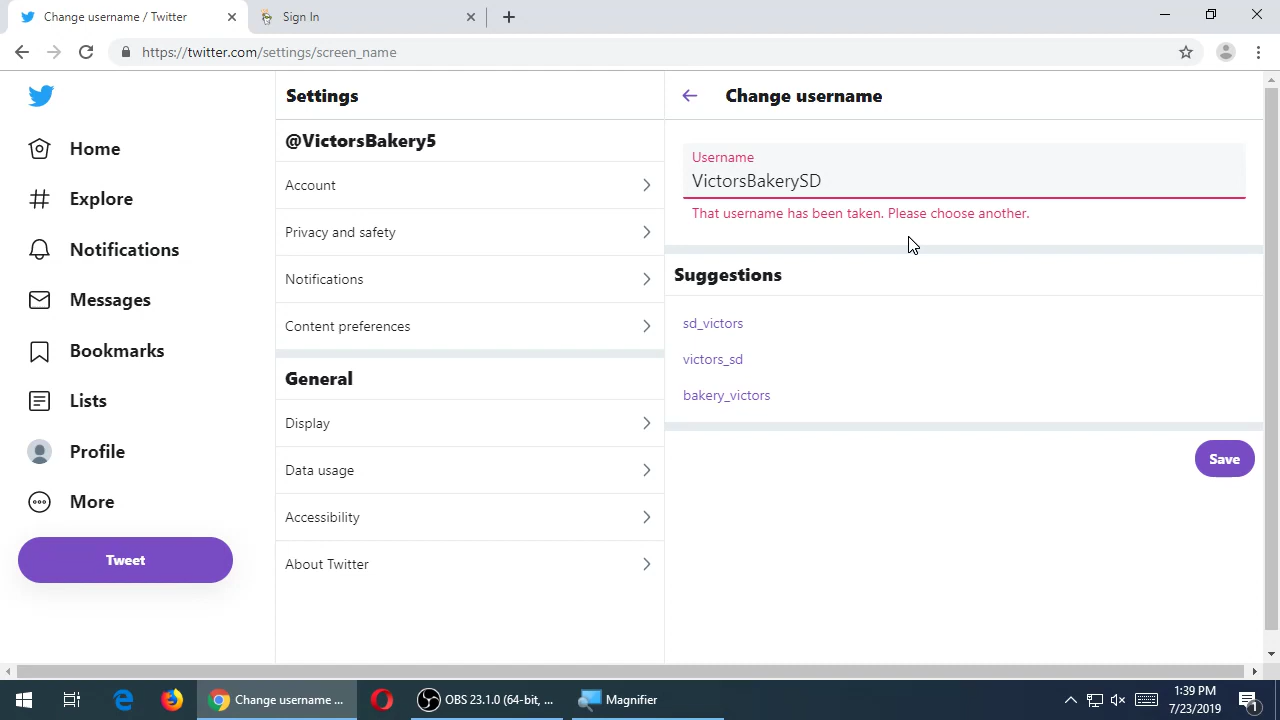 Change username / Twitter
Sign In
https://twitter.com/settings/screen_name
Home
Explore
Notifications
Messages
Bookmarks
Lists
Profile
More
Tweet
Settings
@VictorsBakery5
Account
Privacy and safety
Notifications
Content preferences
General
Display
Data usage
Accessibility
About Twitter
Change username
Username
VictorsBakerySD
That username has been taken. Please choose another.
Suggestions
sd_victors
victors_sd
bakery_victors
Save
Change username ...
OBS 23.1.0 (64-bit, ...
Magnifier
1:39 PM
7/23/2019
1